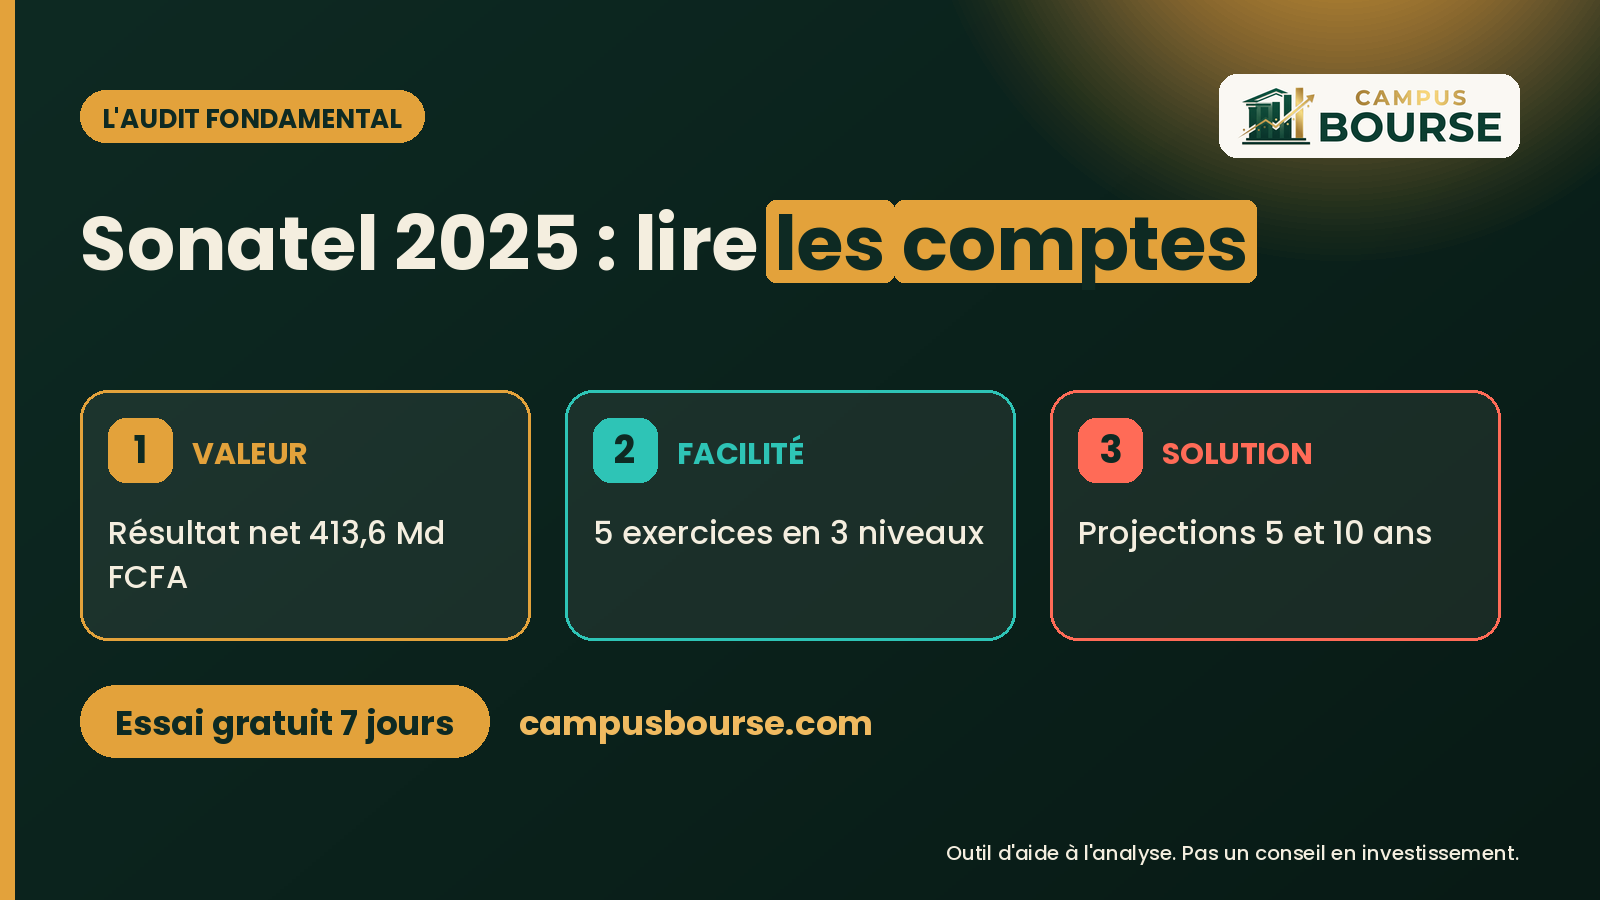 L'AUDIT FONDAMENTAL
CAMPUS
BOURSE
Sonatel 2025 : lire les comptes
1 VALEUR
Résultat net 413,6 Md
FCFA
2 FACILITÉ
5 exercices en 3 niveaux
3 SOLUTION
Projections 5 et 10 ans
Essai gratuit 7 jours
campusbourse.com
Outil d'aide à l'analyse. Pas un conseil en investissement.